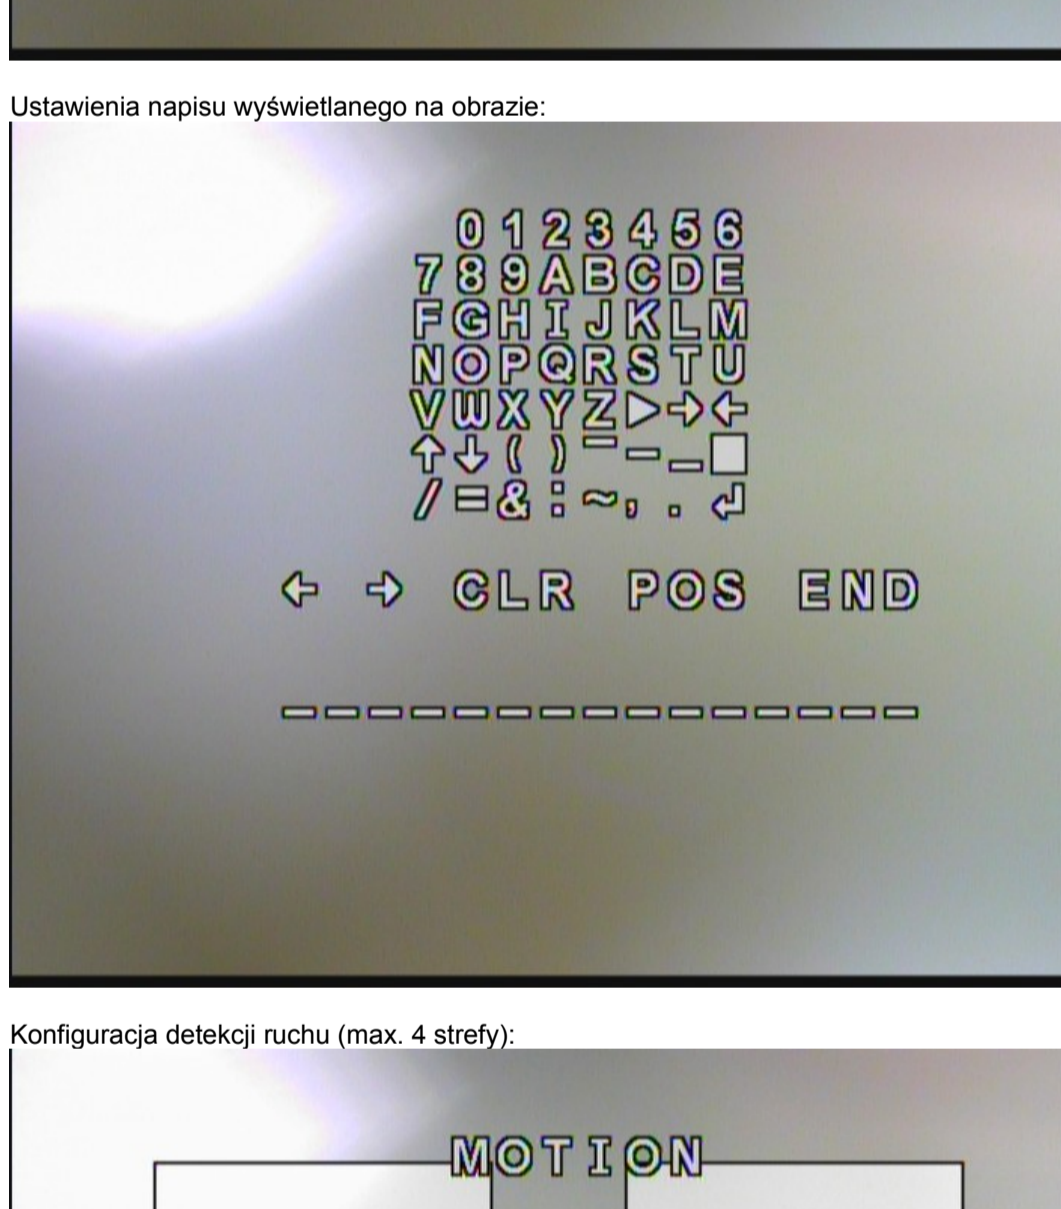 Ustawienia napisu wyświetlanego na obrazie:
0 1 2 3 4 5 6
7 8 9 A B C D E
F G H I J K L M
N O P Q R S T U
V W X Y Z ▷ → ←
↑ ↓ ( ) ¯ - _ □
/ = & : ~ , . ↲
← → CLR POS END
_ _ _ _ _ _ _ _ _ _ _ _ _ _ _
Konfiguracja detekcji ruchu (max. 4 strefy):
MOTION